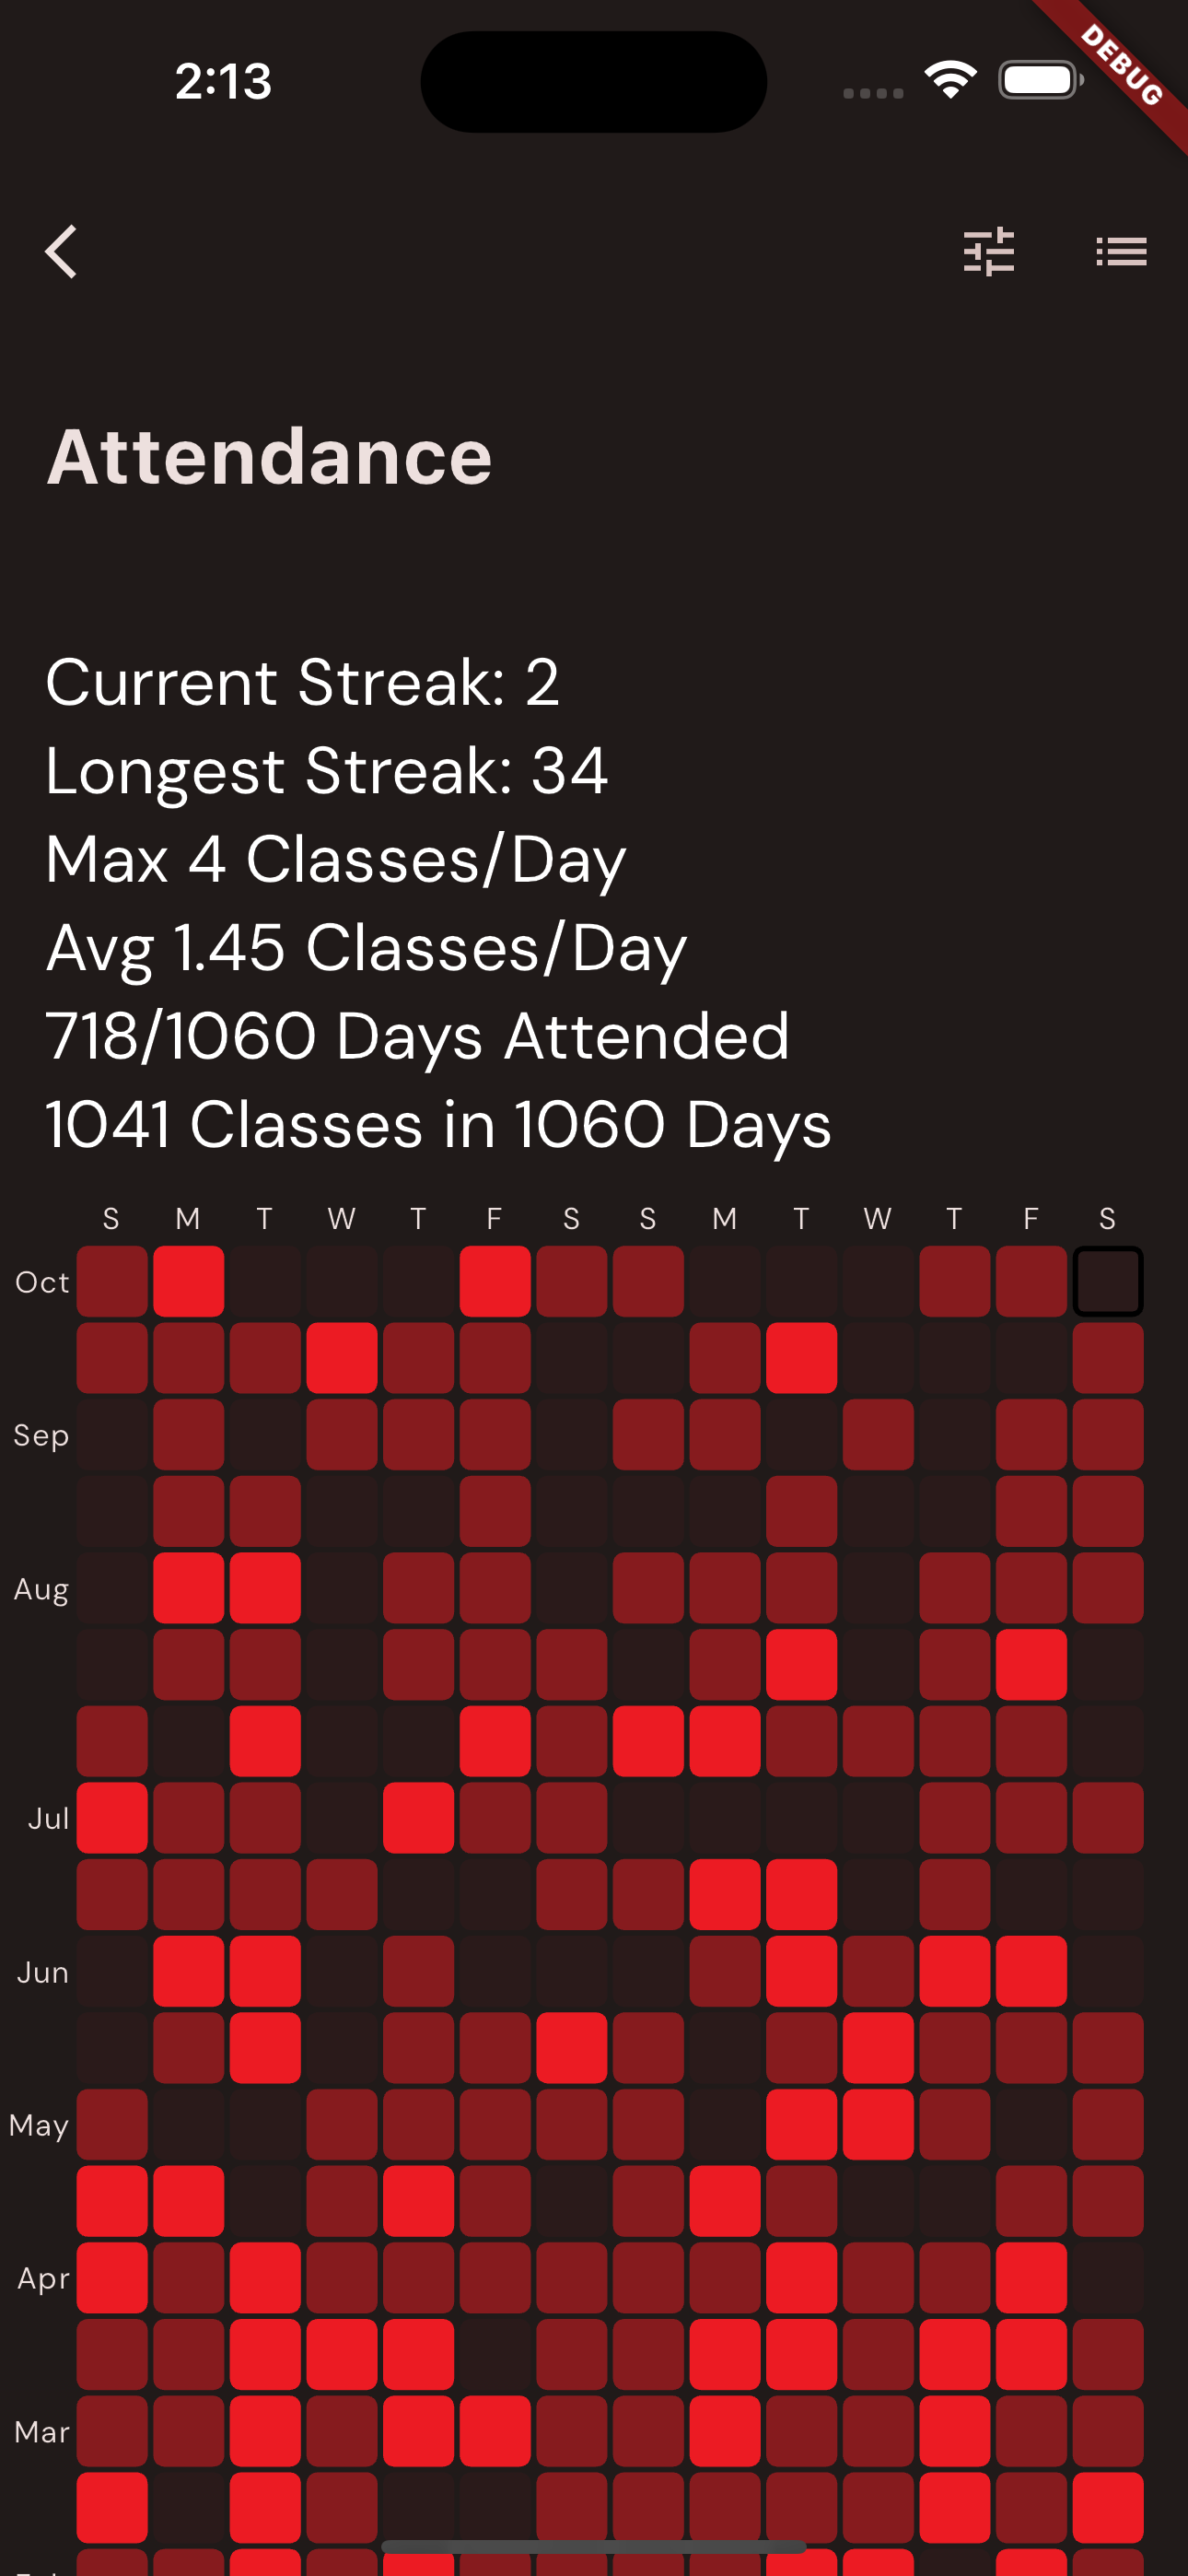 2:13
DEBUG
Attendance
Current Streak: 2
Longest Streak: 34
Max 4 Classes/Day
Avg 1.45 Classes/Day
718/1060 Days Attended
1041 Classes in 1060 Days
S M T W T F S S M T W T F S
Oct
Sep
Aug
Jul
Jun
May
Apr
Mar